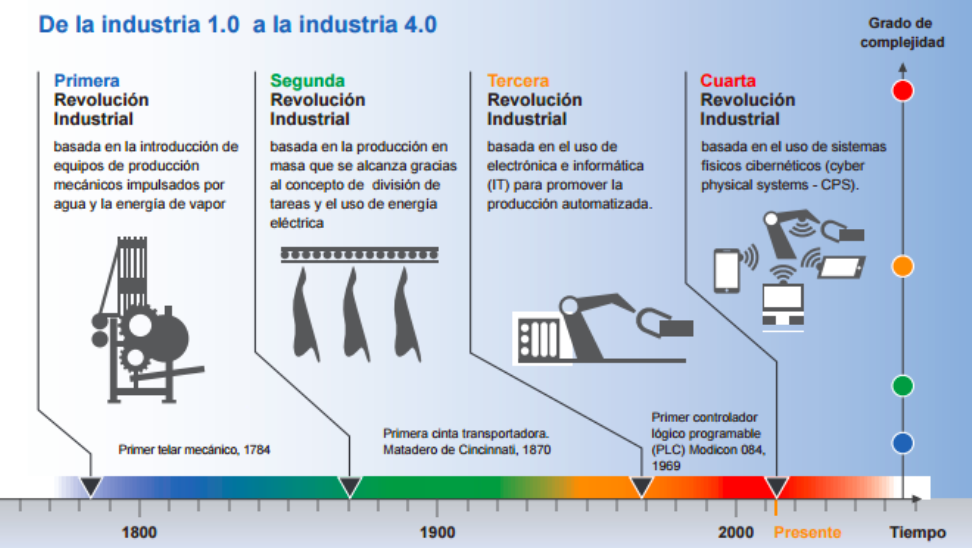 De la industria 1.0 a la industria 4.0
Grado de
complejidad
Primera
Revolución
Industrial
basada en la introducción de
equipos de producción
mecánicos impulsados por
agua y la energía de vapor
Segunda
Revolución
Industrial
basada en la producción en
masa que se alcanza gracias
al concepto de división de
tareas y el uso de energía
eléctrica
Tercera
Revolución
Industrial
basada en el uso de
electrónica e informática
(IT) para promover la
producción automatizada.
Cuarta
Revolución
Industrial
basada en el uso de sistemas
físicos cibernéticos (cyber
physical systems - CPS).
Primer telar mecánico, 1784
Primera cinta transportadora.
Matadero de Cincinnati, 1870
Primer controlador
lógico programable
(PLC) Modicon 084,
1969
1800
1900
2000
Presente
Tiempo